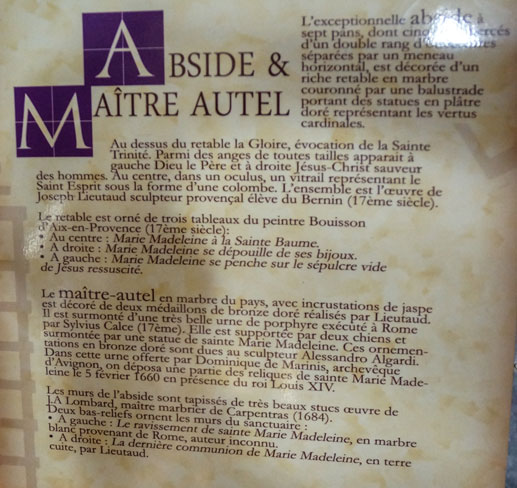 ABSIDE &
MAÎTRE AUTEL
L'exceptionnelle abside à
sept pans, dont
d'un double rang
séparées par un meneau
horizontal, est décorée d'un
riche retable en marbre
couronné par une balustrade
portant des statues en plâtre
doré représentant les vertus
cardinales.
Au dessus du retable la Gloire, évocation de la Sainte
Trinité. Parmi des anges de toutes tailles apparait à
gauche Dieu le Père et à droite Jésus-Christ sauveur
des hommes. Au centre, dans un oculus, un vitrail représentant le
Saint Esprit sous la forme d'une colombe. L'ensemble est l'œuvre de
Joseph Lieutaud sculpteur provençal élève du Bernin (17ème siècle).
Le retable est orné de trois tableaux du peintre Bouisson
d'Aix-en-Provence (17ème siècle):
• Au centre : Marie Madeleine à la Sainte Baume.
• A droite : Marie Madeleine se dépouille de ses bijoux.
• A gauche : Marie Madeleine se penche sur le sépulcre vide
de Jésus ressuscité.
Le maître-autel en marbre du pays, avec incrustations de jaspe
est décoré de deux médaillons de bronze doré réalisés par Lieutaud.
Il est surmonté d'une très belle urne de porphyre exécuté à Rome
par Sylvius Calce (17ème). Elle est supportée par deux chiens et
surmontée par une statue de sainte Marie Madeleine. Ces ornemen-
tations en bronze doré sont dues au sculpteur Alessandro Algardi.
Dans cette urne offerte par Dominique de Marinis, archevêque
d'Avignon, on déposa une partie des reliques de sainte Marie Made-
leine le 5 février 1660 en présence du roi Louis XIV.
Les murs de l'abside sont tapissés de très beaux stucs œuvre de
J.A Lombard, maître marbrier de Carpentras (1684).
Deux bas-reliefs ornent les murs du sanctuaire :
• A gauche : Le ravissement de sainte Marie Madeleine, en marbre
blanc provenant de Rome, auteur inconnu.
• A droite : La dernière communion de Marie Madeleine, en terre
cuite, par Lieutaud.